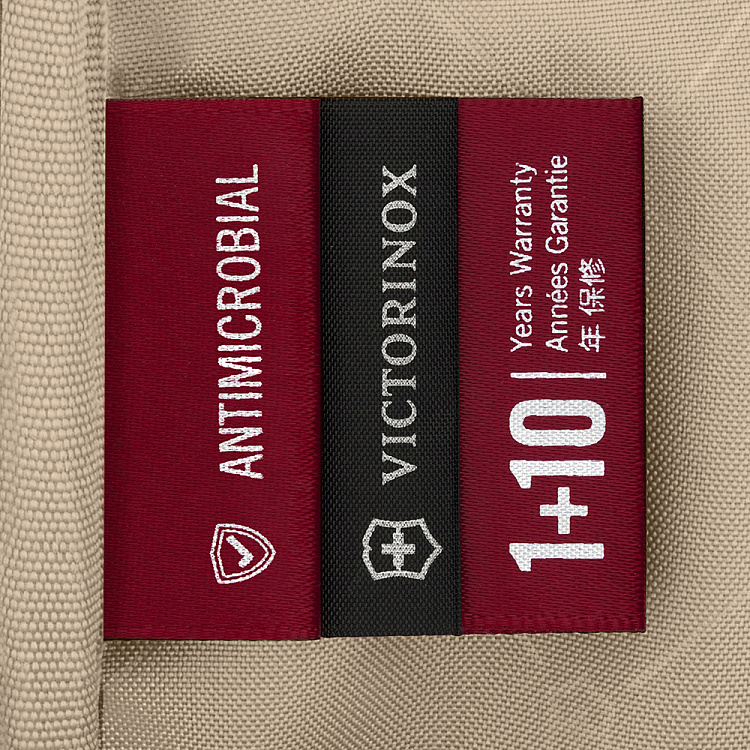 ANTIMICROBIAL
VICTORINOX
1+10
Years Warranty
Années Garantie
年 保修